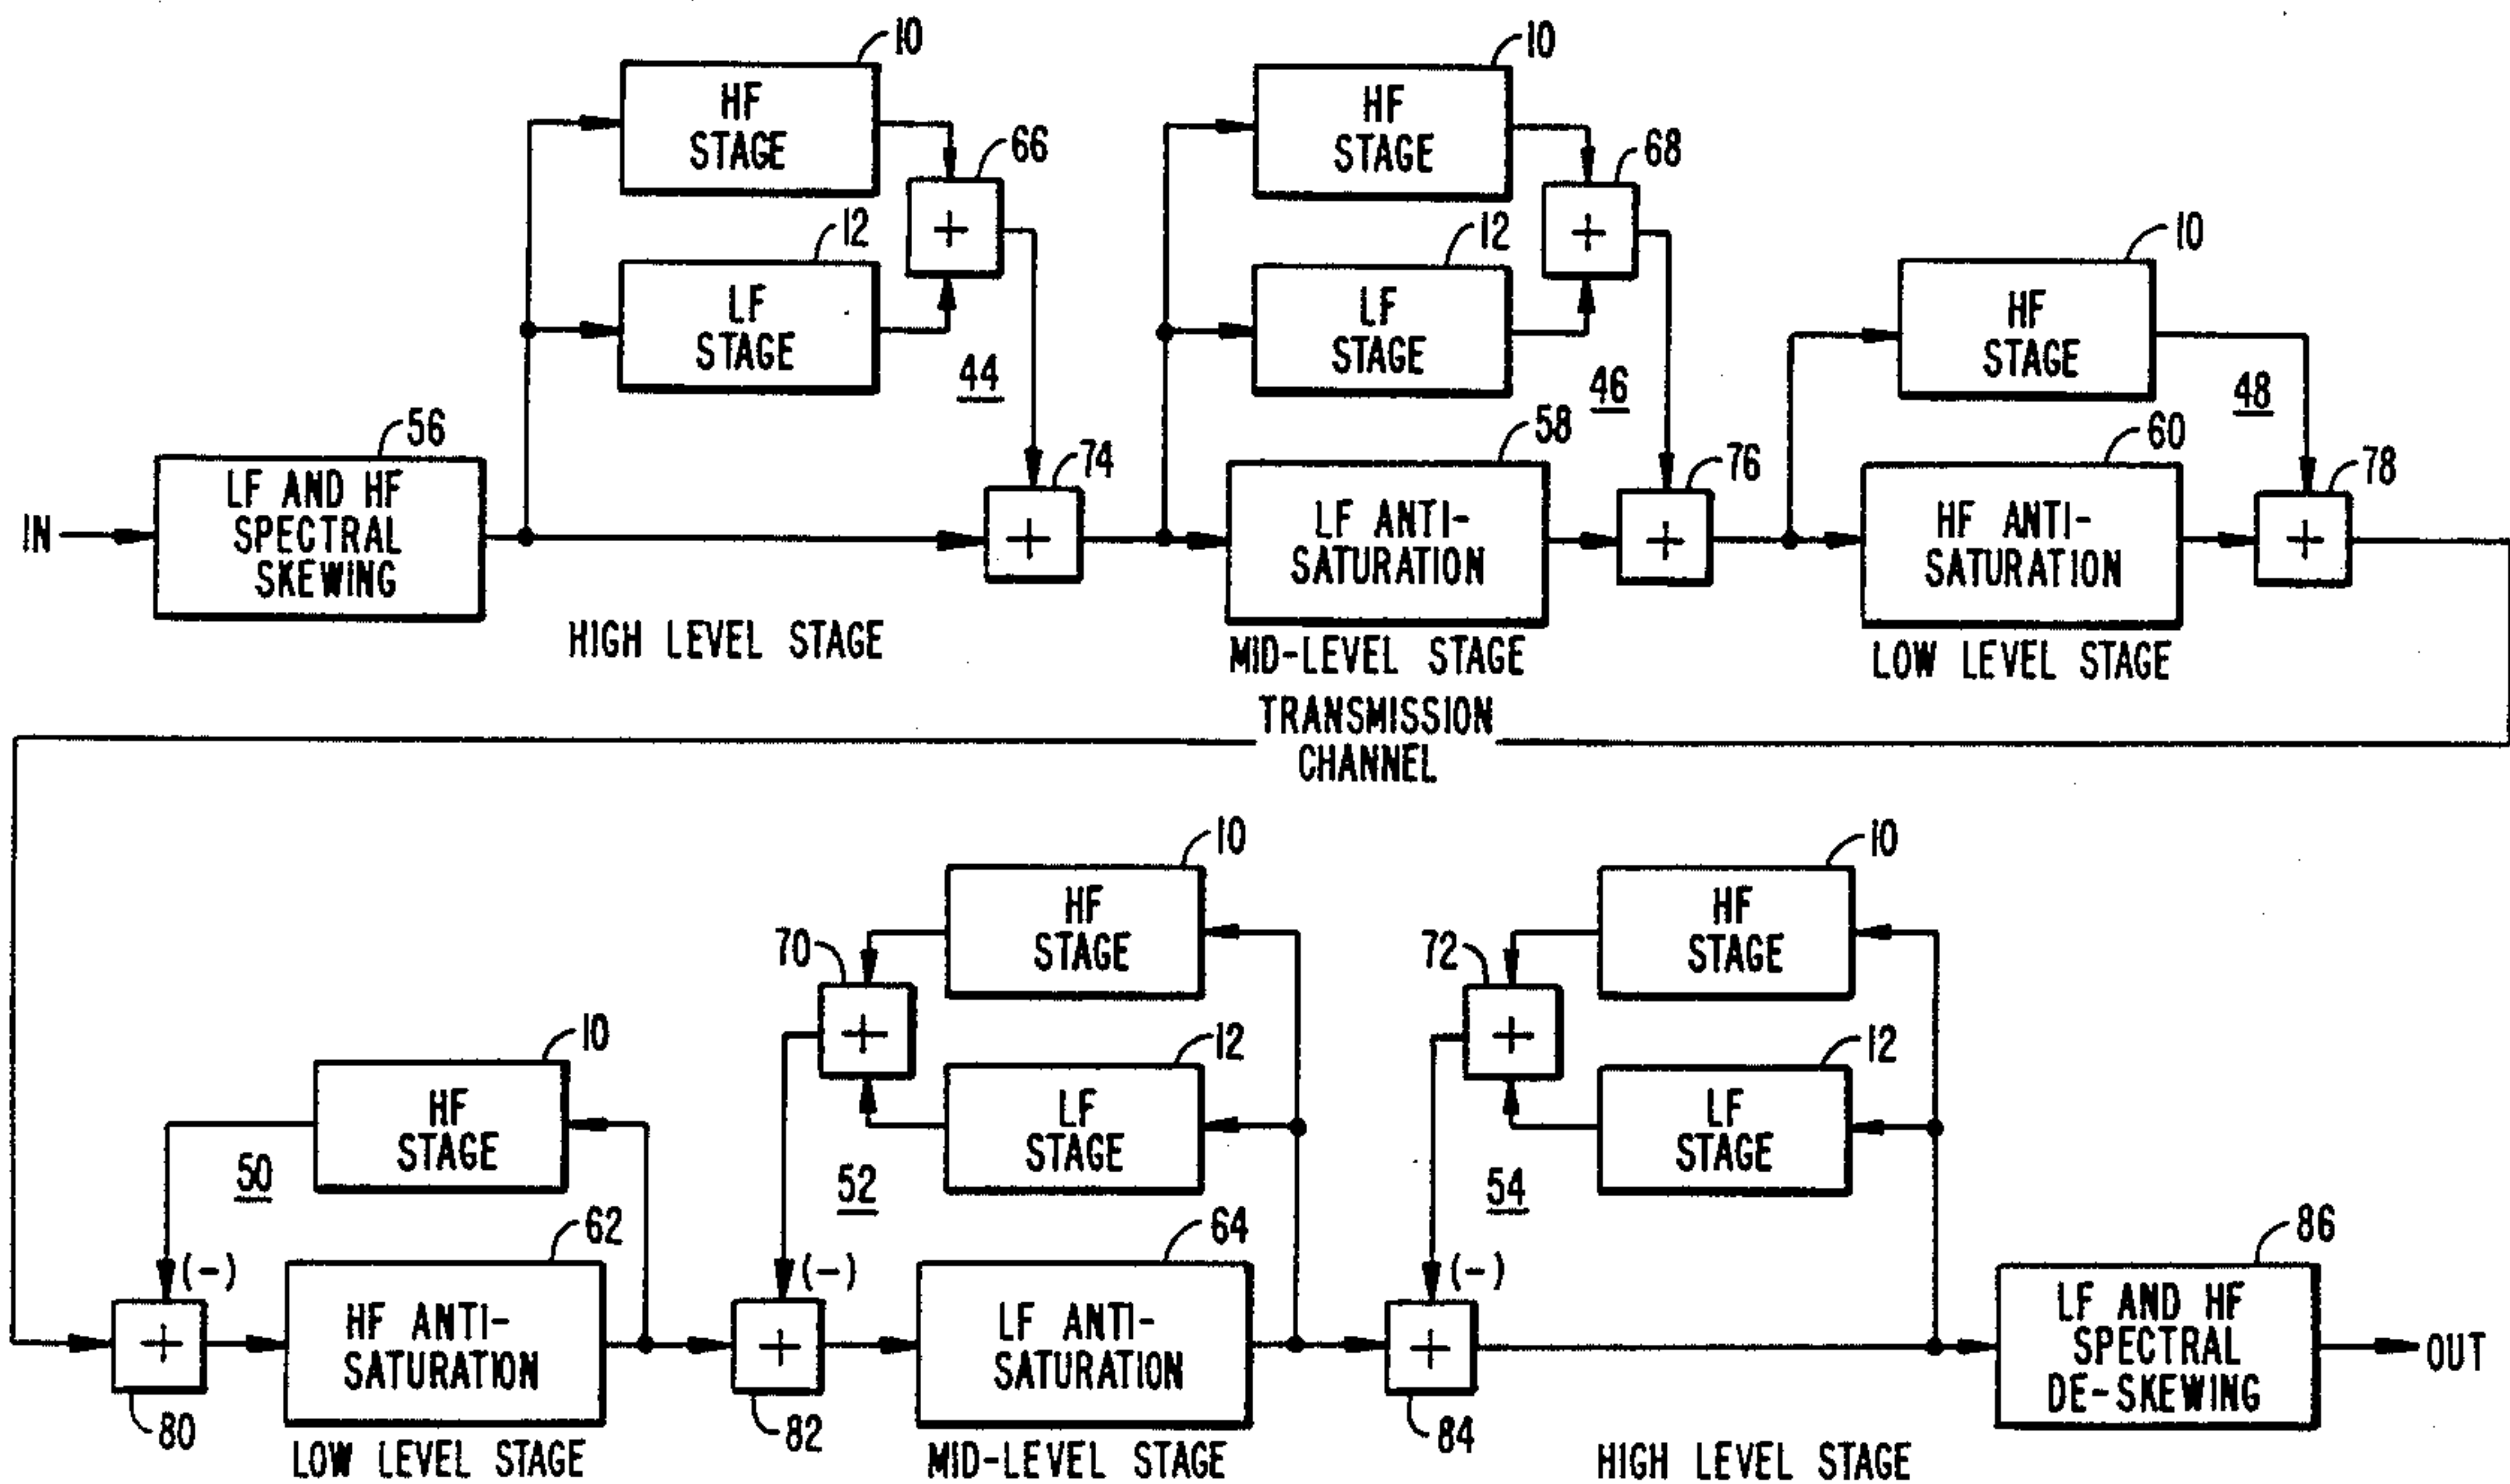 10
HF
STAGE
66
12
LF
STAGE
44
56
LF AND HF
SPECTRAL
SKEWING
IN
+
74
+
HIGH LEVEL STAGE
10
HF
STAGE
68
+
12
LF
STAGE
46
58
LF ANTI-
SATURATION
76
+
MID-LEVEL STAGE
10
HF
STAGE
48
60
HF ANTI-
SATURATION
78
+
LOW LEVEL STAGE
TRANSMISSION
CHANNEL
10
HF
STAGE
50
62
(-)
+
HF ANTI-
SATURATION
80
LOW LEVEL STAGE
10
HF
STAGE
70
+
12
LF
STAGE
52
64
(-)
+
LF ANTI-
SATURATION
82
MID-LEVEL STAGE
10
HF
STAGE
72
+
12
LF
STAGE
54
(-)
+
84
HIGH LEVEL STAGE
86
LF AND HF
SPECTRAL
DE-SKEWING
OUT